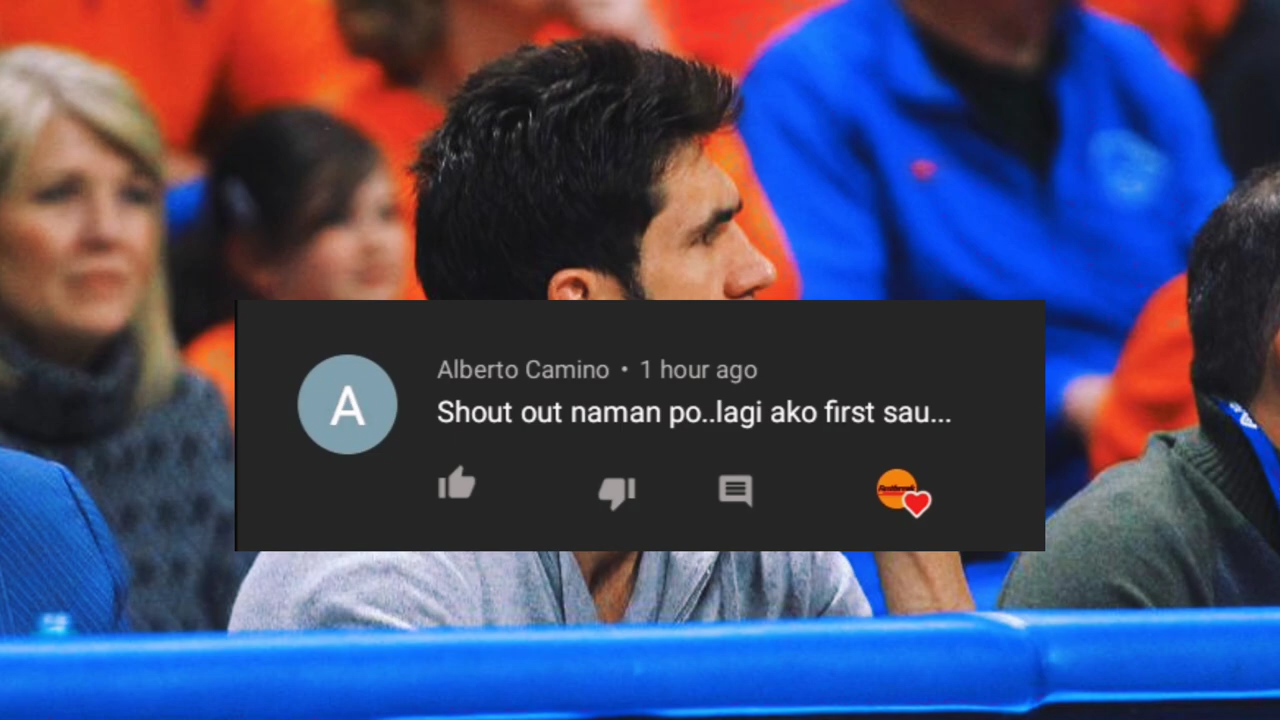 A
Alberto Camino • 1 hour ago
Shout out naman po..lagi ako first sau...